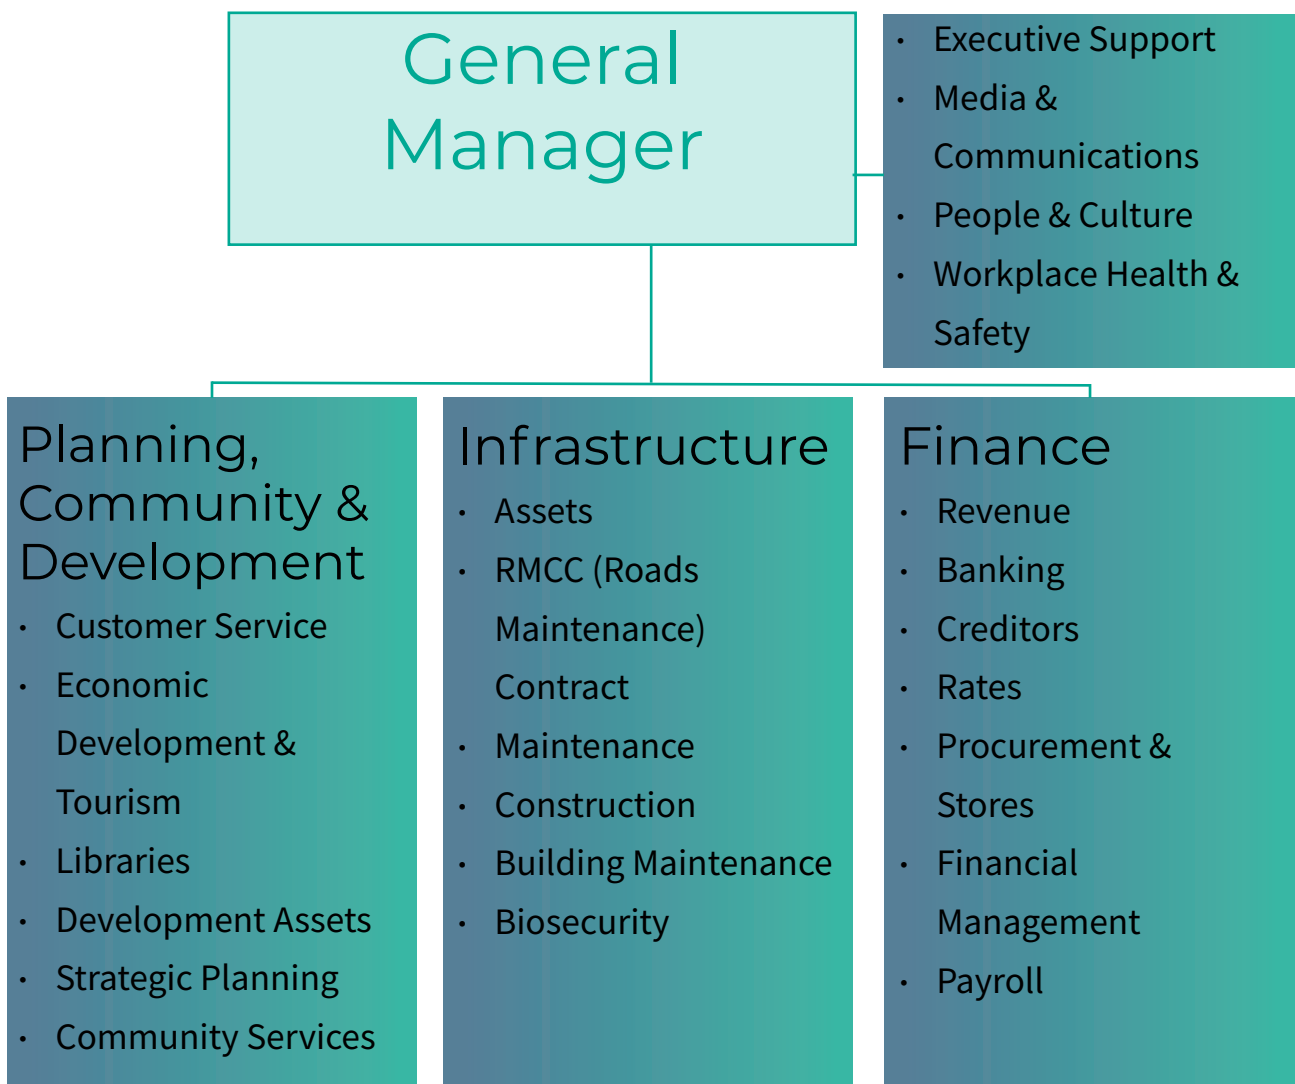 General
Manager
• Executive Support
• Media &
Communications
• People & Culture
• Workplace Health &
Safety
Planning,
Community &
Development
• Customer Service
• Economic
Development &
Tourism
• Libraries
• Development Assets
• Strategic Planning
• Community Services
Infrastructure
• Assets
• RMCC (Roads
Maintenance)
Contract
• Maintenance
• Construction
• Building Maintenance
• Biosecurity
Finance
• Revenue
• Banking
• Creditors
• Rates
• Procurement &
Stores
• Financial
Management
• Payroll